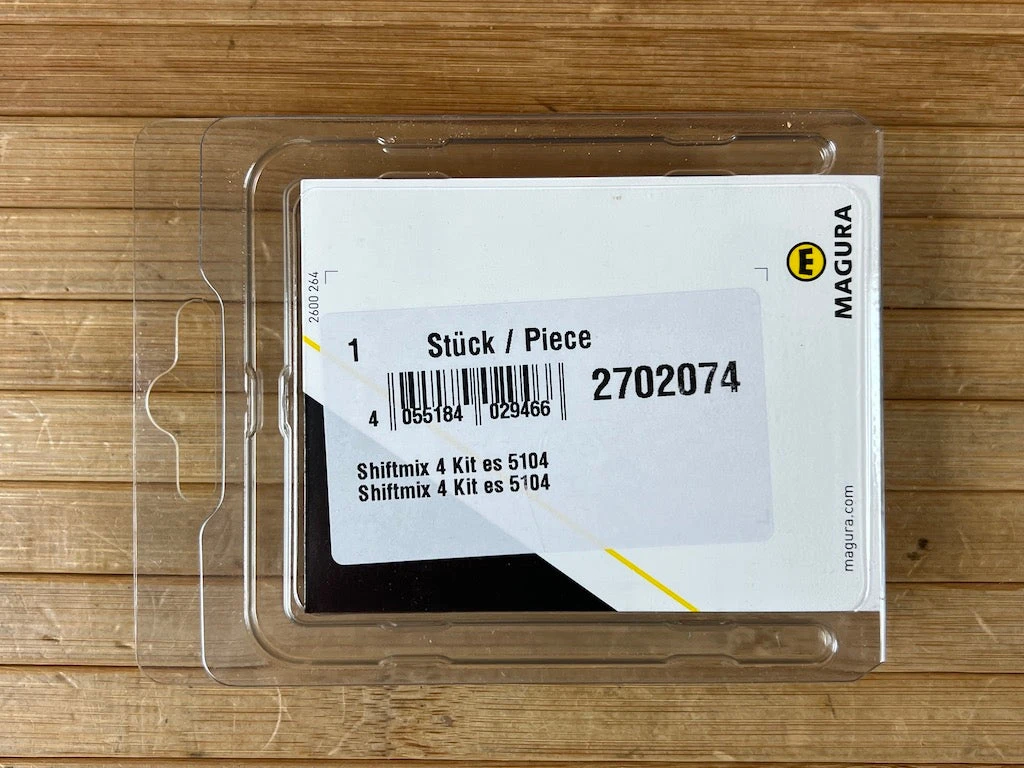 MAGURA
2600 264
1 Stück / Piece
2702074
4 055184 029466
Shiftmix 4 Kit es 5104
Shiftmix 4 Kit es 5104
magura.com